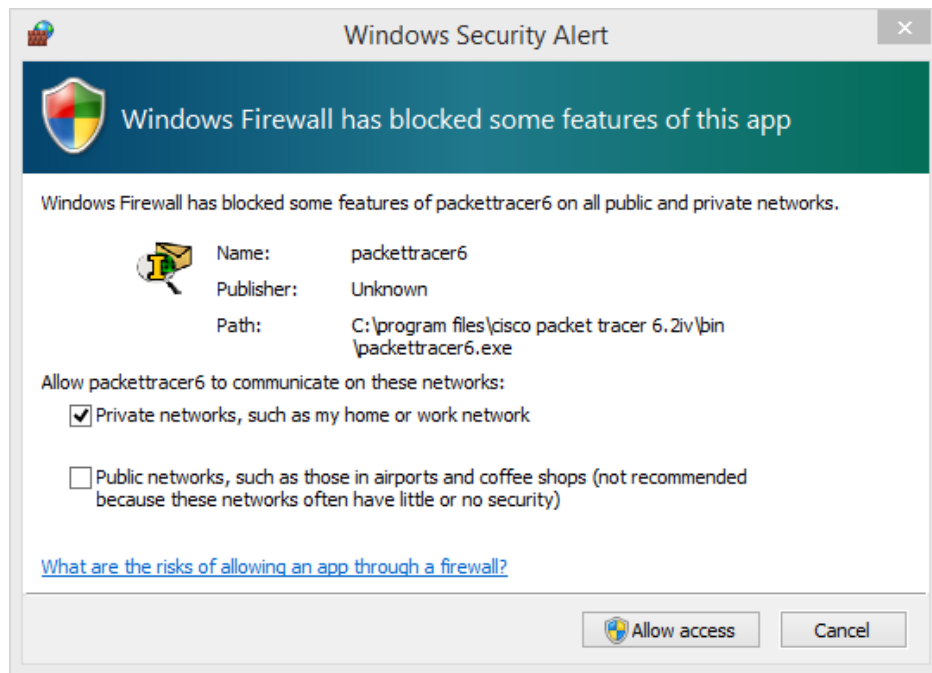 Windows Security Alert
Windows Firewall has blocked some features of this app
Windows Firewall has blocked some features of packettracer6 on all public and private networks.
Name: packettracer6
Publisher: Unknown
Path: C:\program files\cisco packet tracer 6.2iv\bin
\packettracer6.exe
Allow packettracer6 to communicate on these networks:
Private networks, such as my home or work network
Public networks, such as those in airports and coffee shops (not recommended
because these networks often have little or no security)
What are the risks of allowing an app through a firewall?
Allow access Cancel